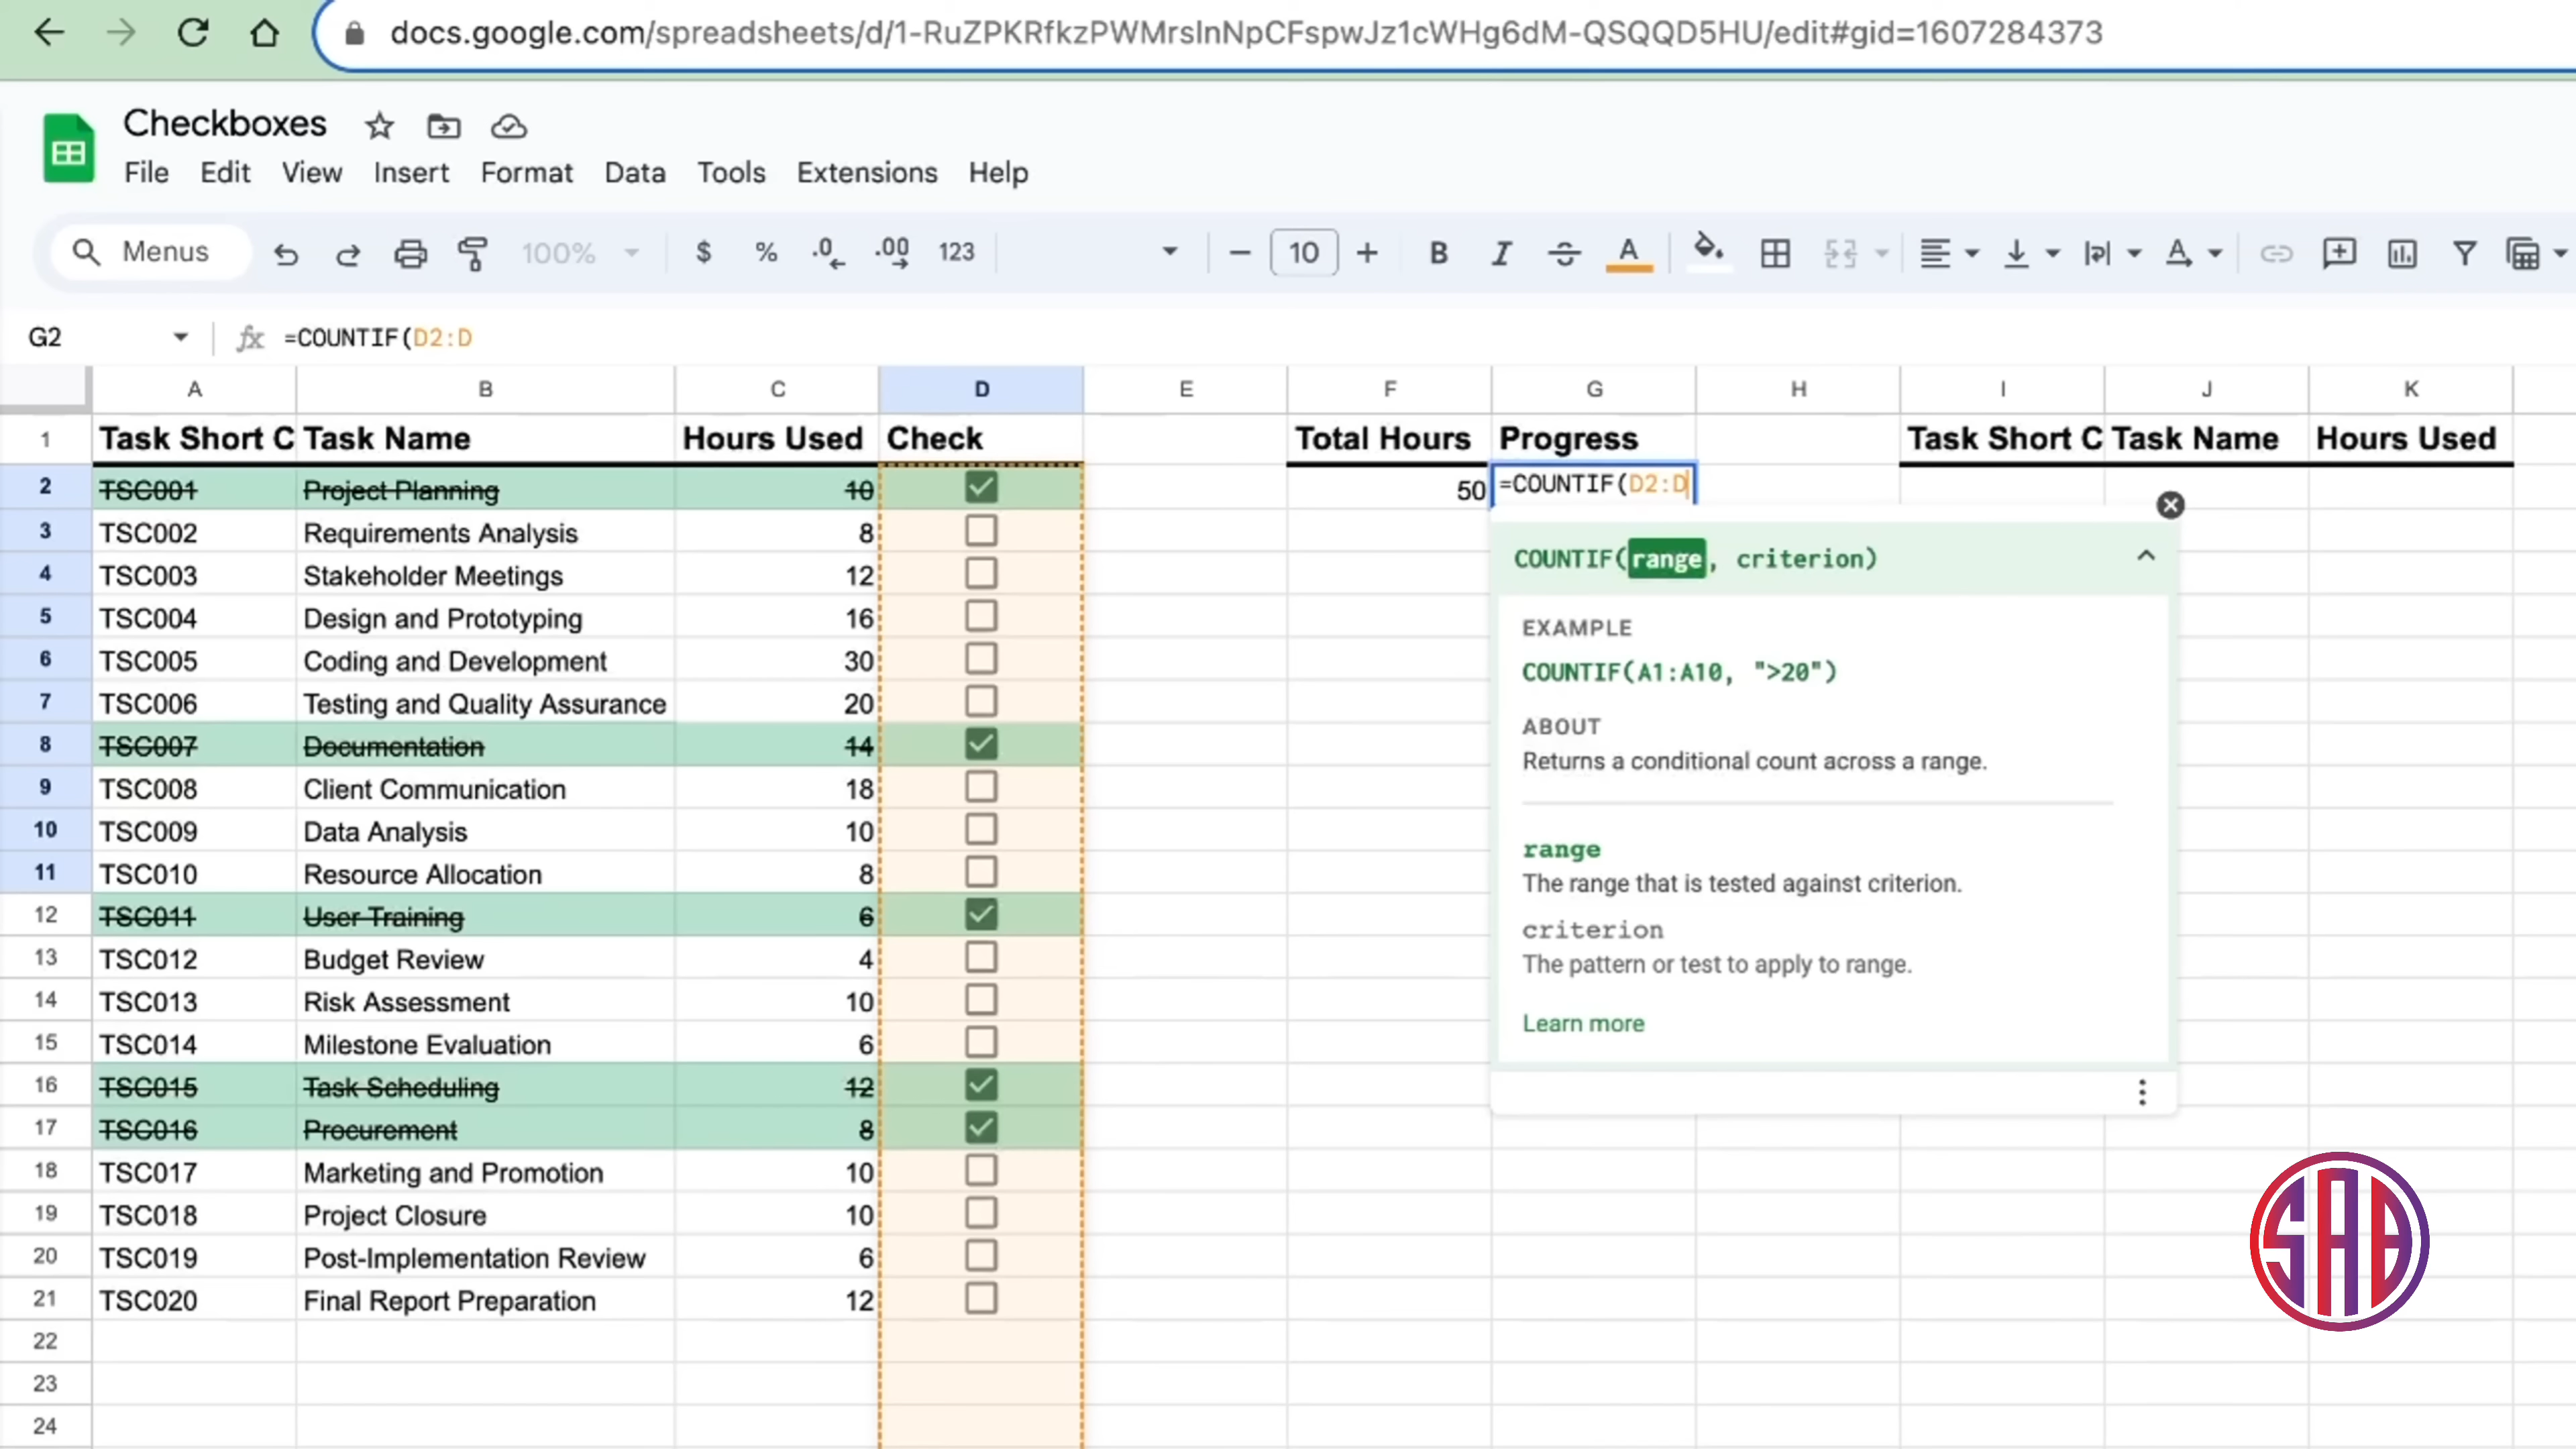 docs.google.com/spreadsheets/d/1-RuZPKRfkzPWMrslnNpCFspwJz1cWHg6dM-QSQQD5HU/edit#gid=1607284373
Checkboxes
File Edit View Insert Format Data Tools Extensions Help
Menus 100% $ % .0 .00 123 10 B I A A
G2 fx =COUNTIF(D2:D
A B C D E F G H I J K
1 Task Short C Task Name Hours Used Check Total Hours Progress Task Short C Task Name Hours Used
2 TSC001 Project Planning 10 50 =COUNTIF(D2:D
3 TSC002 Requirements Analysis 8
COUNTIF(range, criterion)
4 TSC003 Stakeholder Meetings 12
5 TSC004 Design and Prototyping 16
EXAMPLE
6 TSC005 Coding and Development 30
COUNTIF(A1:A10, ">20")
7 TSC006 Testing and Quality Assurance 20
ABOUT
8 TSC007 Documentation 14
Returns a conditional count across a range.
9 TSC008 Client Communication 18
10 TSC009 Data Analysis 10
range
11 TSC010 Resource Allocation 8
The range that is tested against criterion.
12 TSC011 User Training 6
criterion
13 TSC012 Budget Review 4
The pattern or test to apply to range.
14 TSC013 Risk Assessment 10
Learn more
15 TSC014 Milestone Evaluation 6
16 TSC015 Task Scheduling 12
17 TSC016 Procurement 8
18 TSC017 Marketing and Promotion 10
19 TSC018 Project Closure 10
20 TSC019 Post-Implementation Review 6
21 TSC020 Final Report Preparation 12
22
23
24
SAB